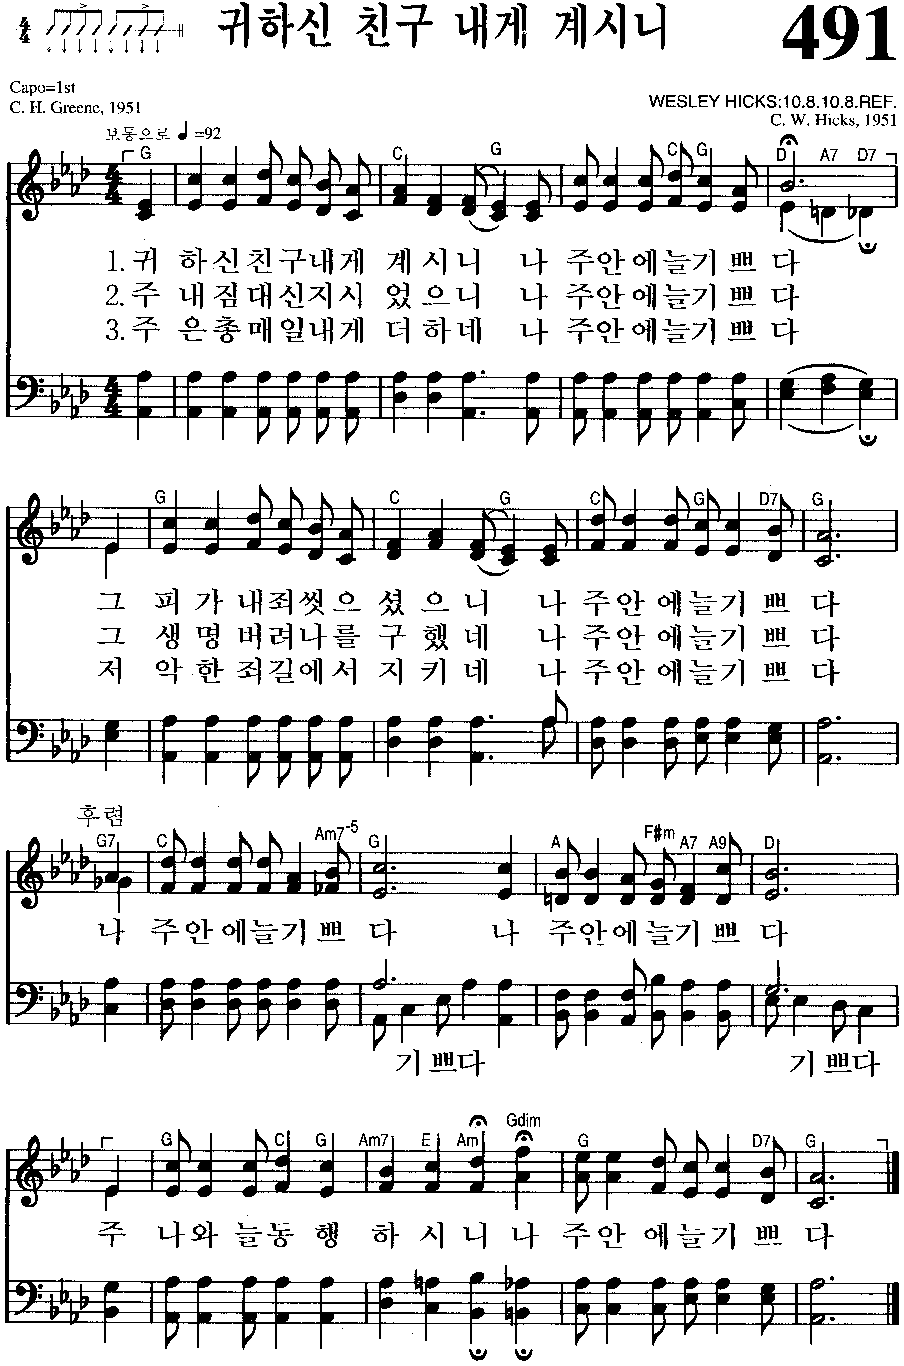 귀하신 친구 내게 계시니 491
Capo=1st
C. H. Greene, 1951
WESLEY HICKS:10.8.10.8.REF.
C. W. Hicks, 1951
보통으로 ♩=92
4/4
G C G C G D A7 D7
1. 귀 하신친구내게 계시니 나 주안에늘기쁘다
2. 주 내짐대신지시 었으니 나 주안에늘기쁘다
3. 주 은총매일내게 더하네 나 주안에늘기쁘다
G C G C G D7 G
그 피가내죄씻으셨으니 나 주안에늘기쁘다
그 생명버려나를구했네 나 주안에늘기쁘다
저 악한죄길에서지키네 나 주안에늘기쁘다
후렴
G7 C Am7-5 G A F#m A7 A9 D
나 주안에늘기쁘다 나 주안에늘기쁘다
기쁘다 기쁘다
G C G Am7 E Am Gdim G D7 G
주 나와늘동행하시니나 주안에늘기쁘다